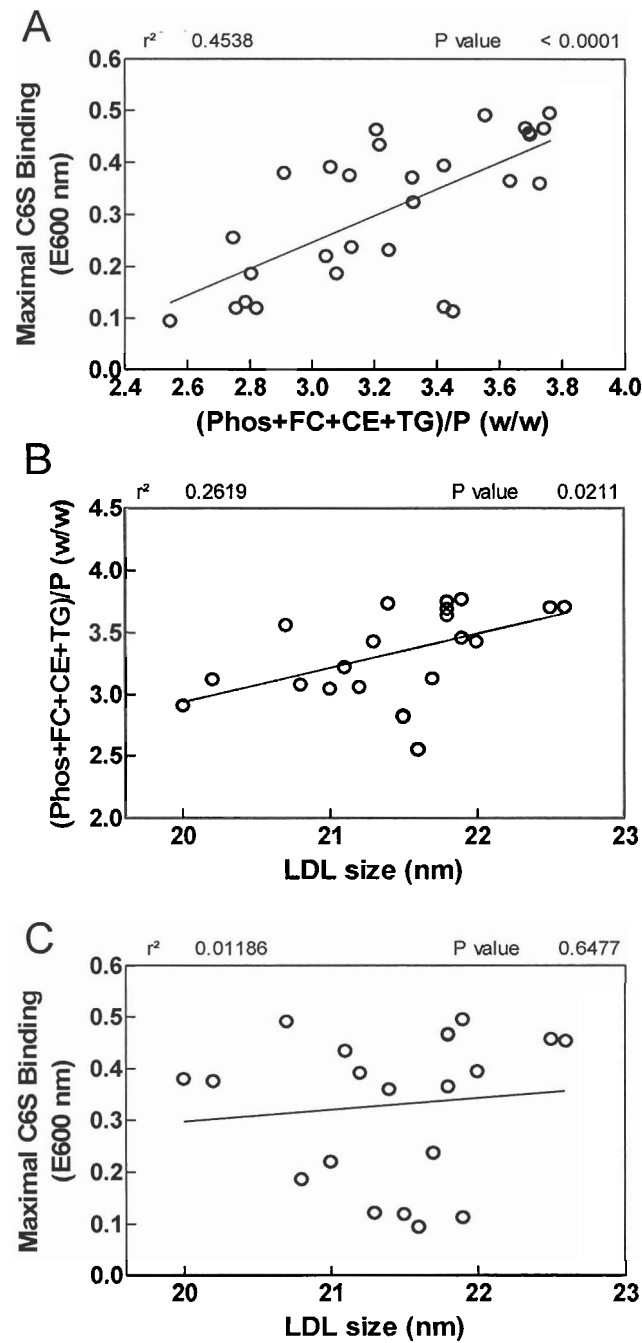 A
r² 0.4538 P value < 0.0001
Maximal C6S Binding
(E600 nm)
0.6
0.5
0.4
0.3
0.2
0.1
0.0
2.4 2.6 2.8 3.0 3.2 3.4 3.6 3.8 4.0
(Phos+FC+CE+TG)/P (w/w)
B
r² 0.2619 P value 0.0211
(Phos+FC+CE+TG)/P (w/w)
4.5
4.0
3.5
3.0
2.5
2.0
20 21 22 23
LDL size (nm)
C
r² 0.01186 P value 0.6477
Maximal C6S Binding
(E600 nm)
0.6
0.5
0.4
0.3
0.2
0.1
0.0
20 21 22 23
LDL size (nm)